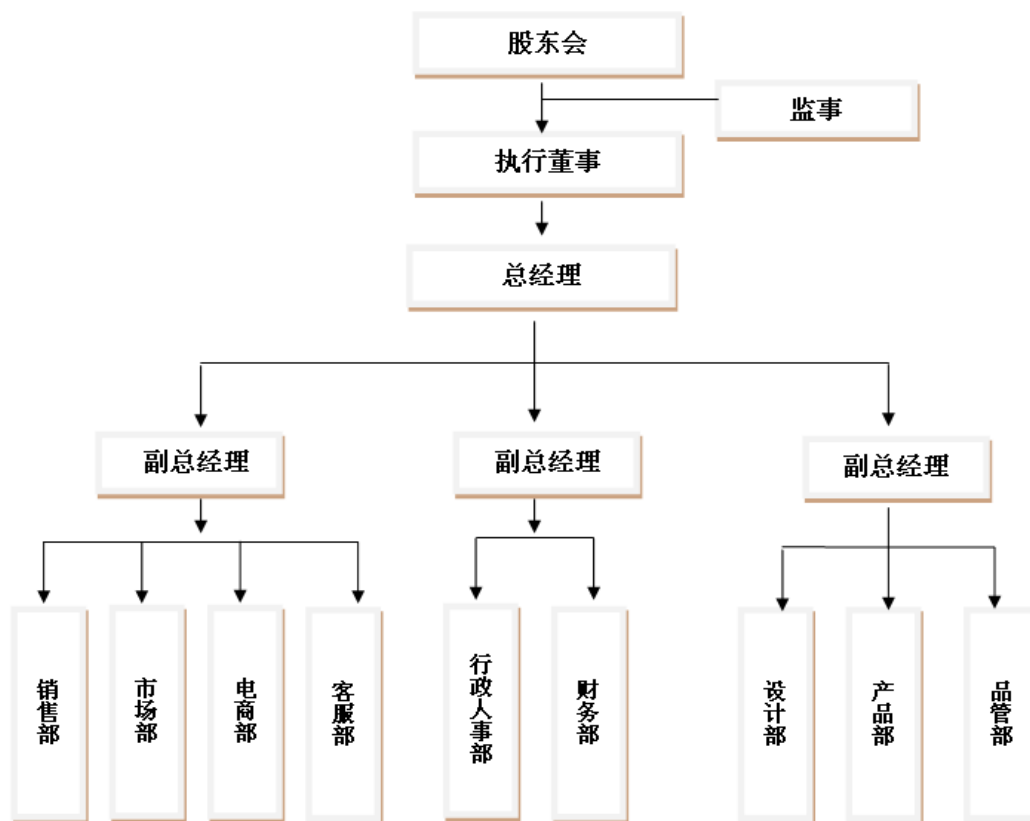 股东会
监事
执行董事
总经理
副总经理
副总经理
副总经理
销售部
市场部
电商部
客服部
行政人事部
财务部
设计部
产品部
品管部